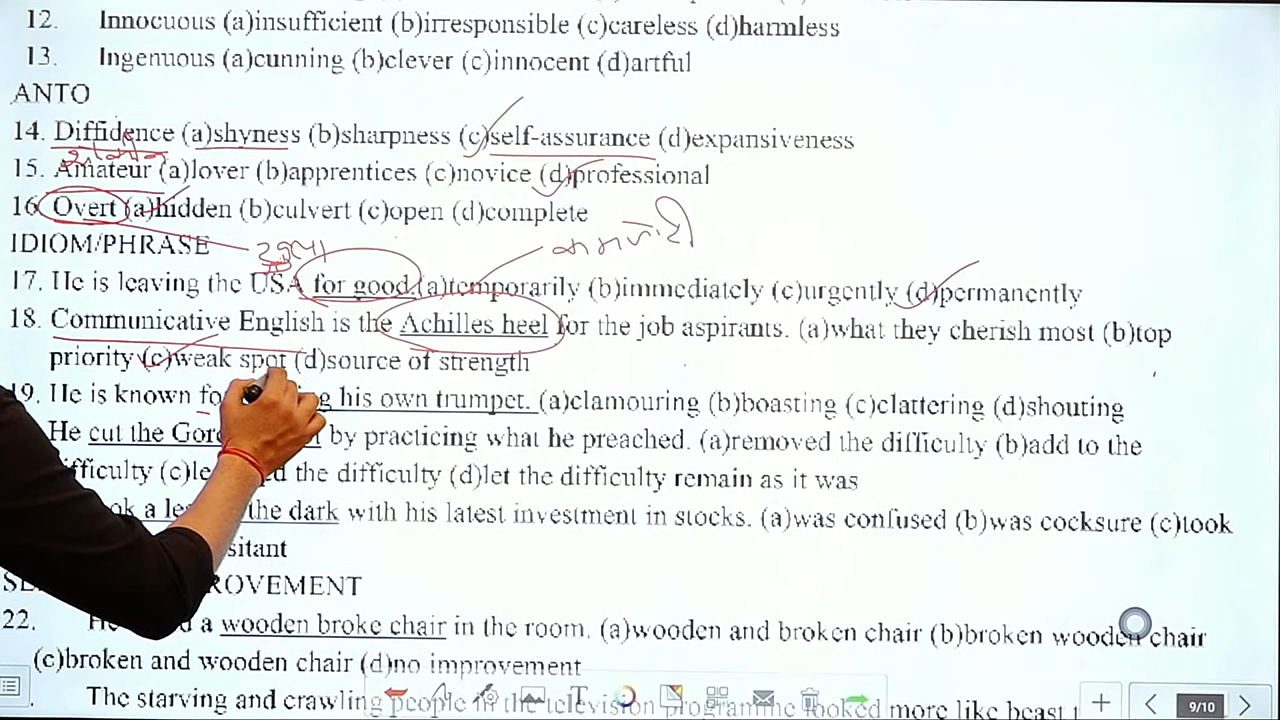 12. Innocuous (a)insufficient (b)irresponsible (c)careless (d)harmless
13. Ingenuous (a)cunning (b)clever (c)innocent (d)artful
ANTO
14. Diffidence (a)shyness (b)sharpness (c)self-assurance (d)expansiveness
15. Amateur (a)lover (b)apprentices (c)novice (d)professional
16 Overt (a)hidden (b)culvert (c)open (d)complete
IDIOM/PHRASE
17. He is leaving the USA for good.(a)temporarily (b)immediately (c)urgently (d)permanently
18. Communicative English is the Achilles heel for the job aspirants. (a)what they cherish most (b)top
priority (c)weak spot (d)source of strength
19. He is known his own trumpet. (a)clamouring (b)boasting (c)clattering (d)shouting
He cut the by practicing what he preached. (a)removed the difficulty (b)add to the
(c) the difficulty (d)let the difficulty remain as it was
a the dark with his latest investment in stocks. (a)was confused (b)was cocksure (c)took
22. a wooden broke chair in the room. (a)wooden and broken chair (b)broken wooden chair
(c)broken and wooden chair (d)no improvement
The starving and crawling people in the television programme looked more like beast
9/10